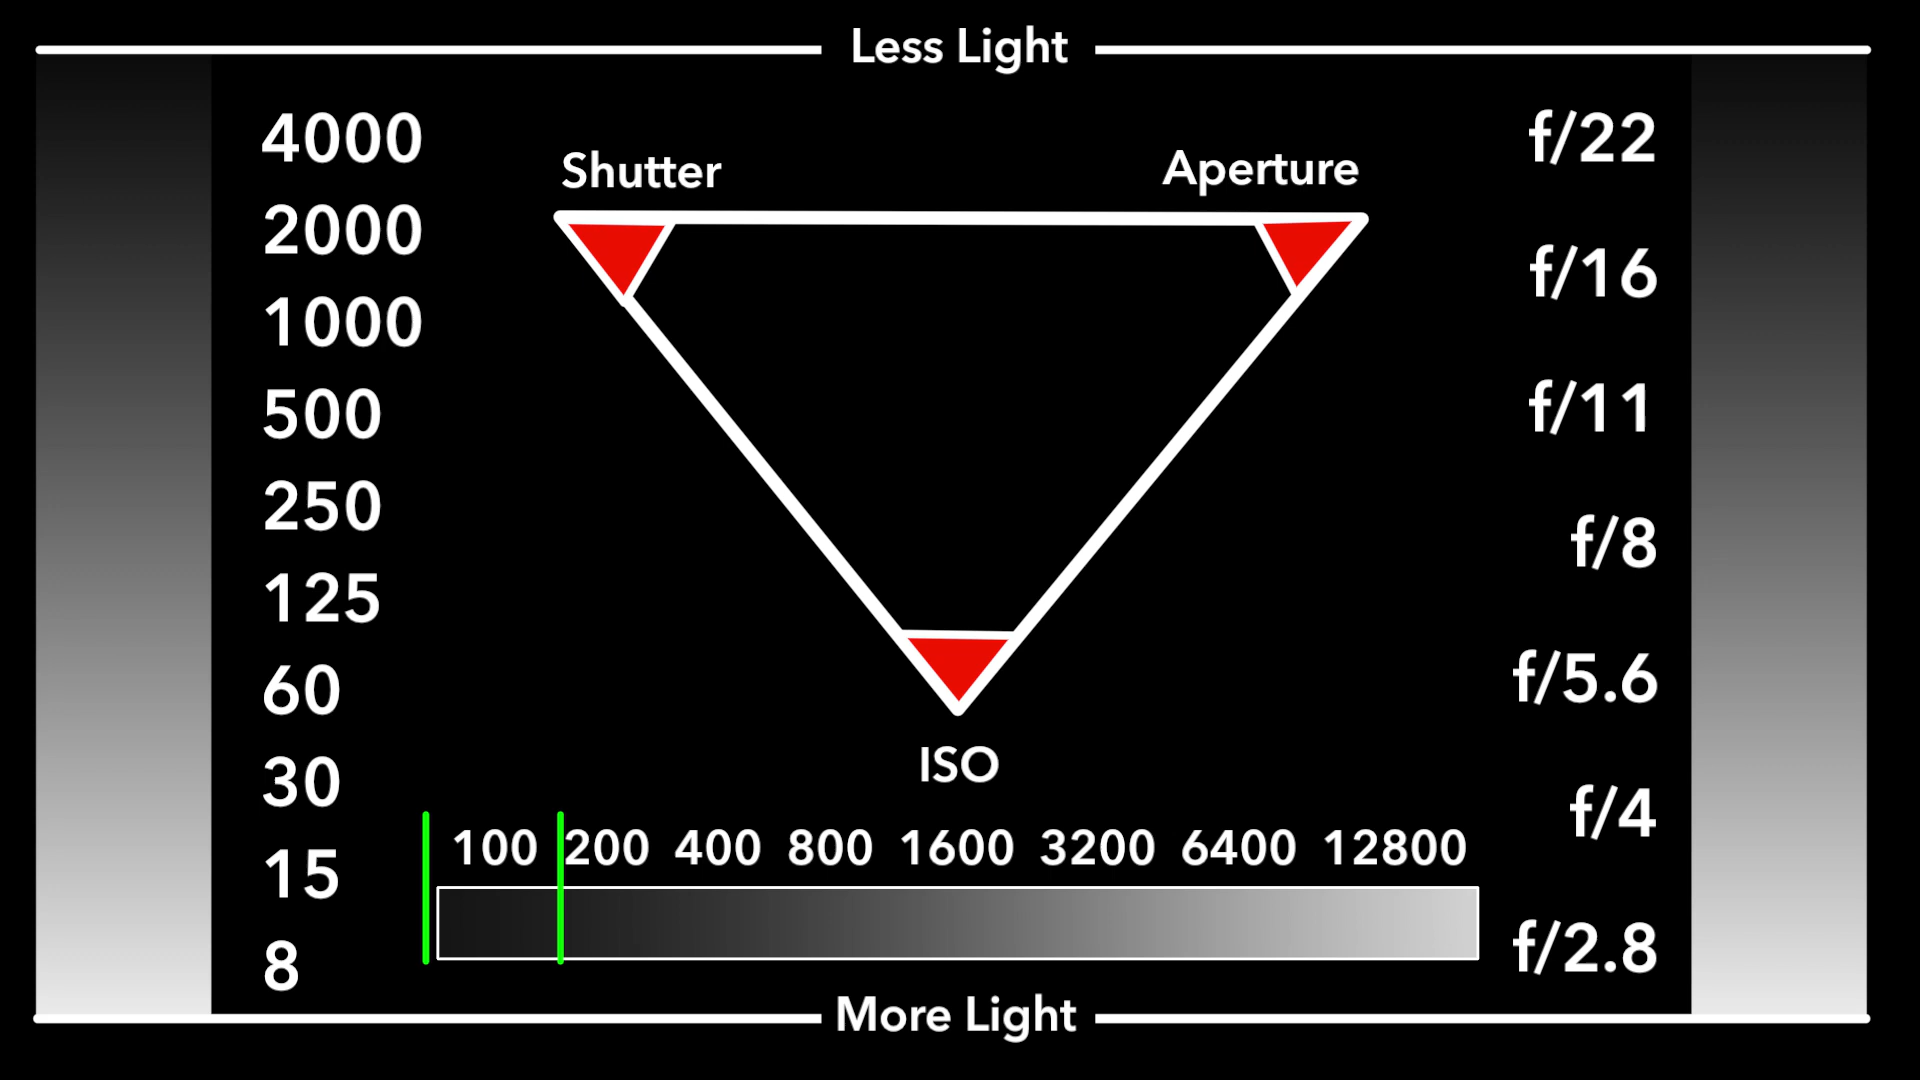 Less Light
Shutter
Aperture
4000
2000
1000
500
250
125
60
30
15
8
f/22
f/16
f/11
f/8
f/5.6
f/4
f/2.8
ISO
100 200 400 800 1600 3200 6400 12800
More Light